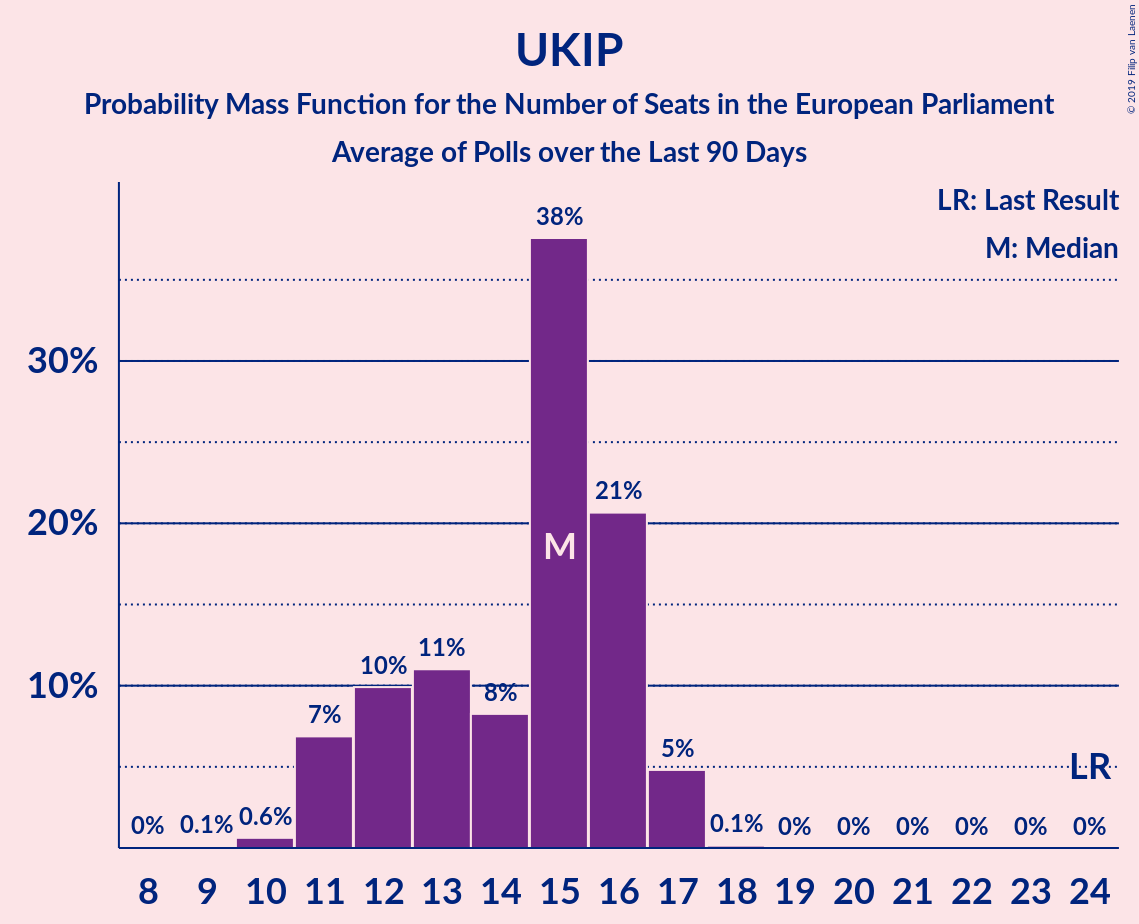 UKIP
Probability Mass Function for the Number of Seats in the European Parliament
Average of Polls over the Last 90 Days
© 2019 Filip van Laenen
LR: Last Result
M: Median
38%
30%
21%
20%
M
11%
10%
10%
8%
7%
5%
LR
0%
0.1%
0.6%
0.1%
0%
0%
0%
0%
0%
0%
8 9 10 11 12 13 14 15 16 17 18 19 20 21 22 23 24